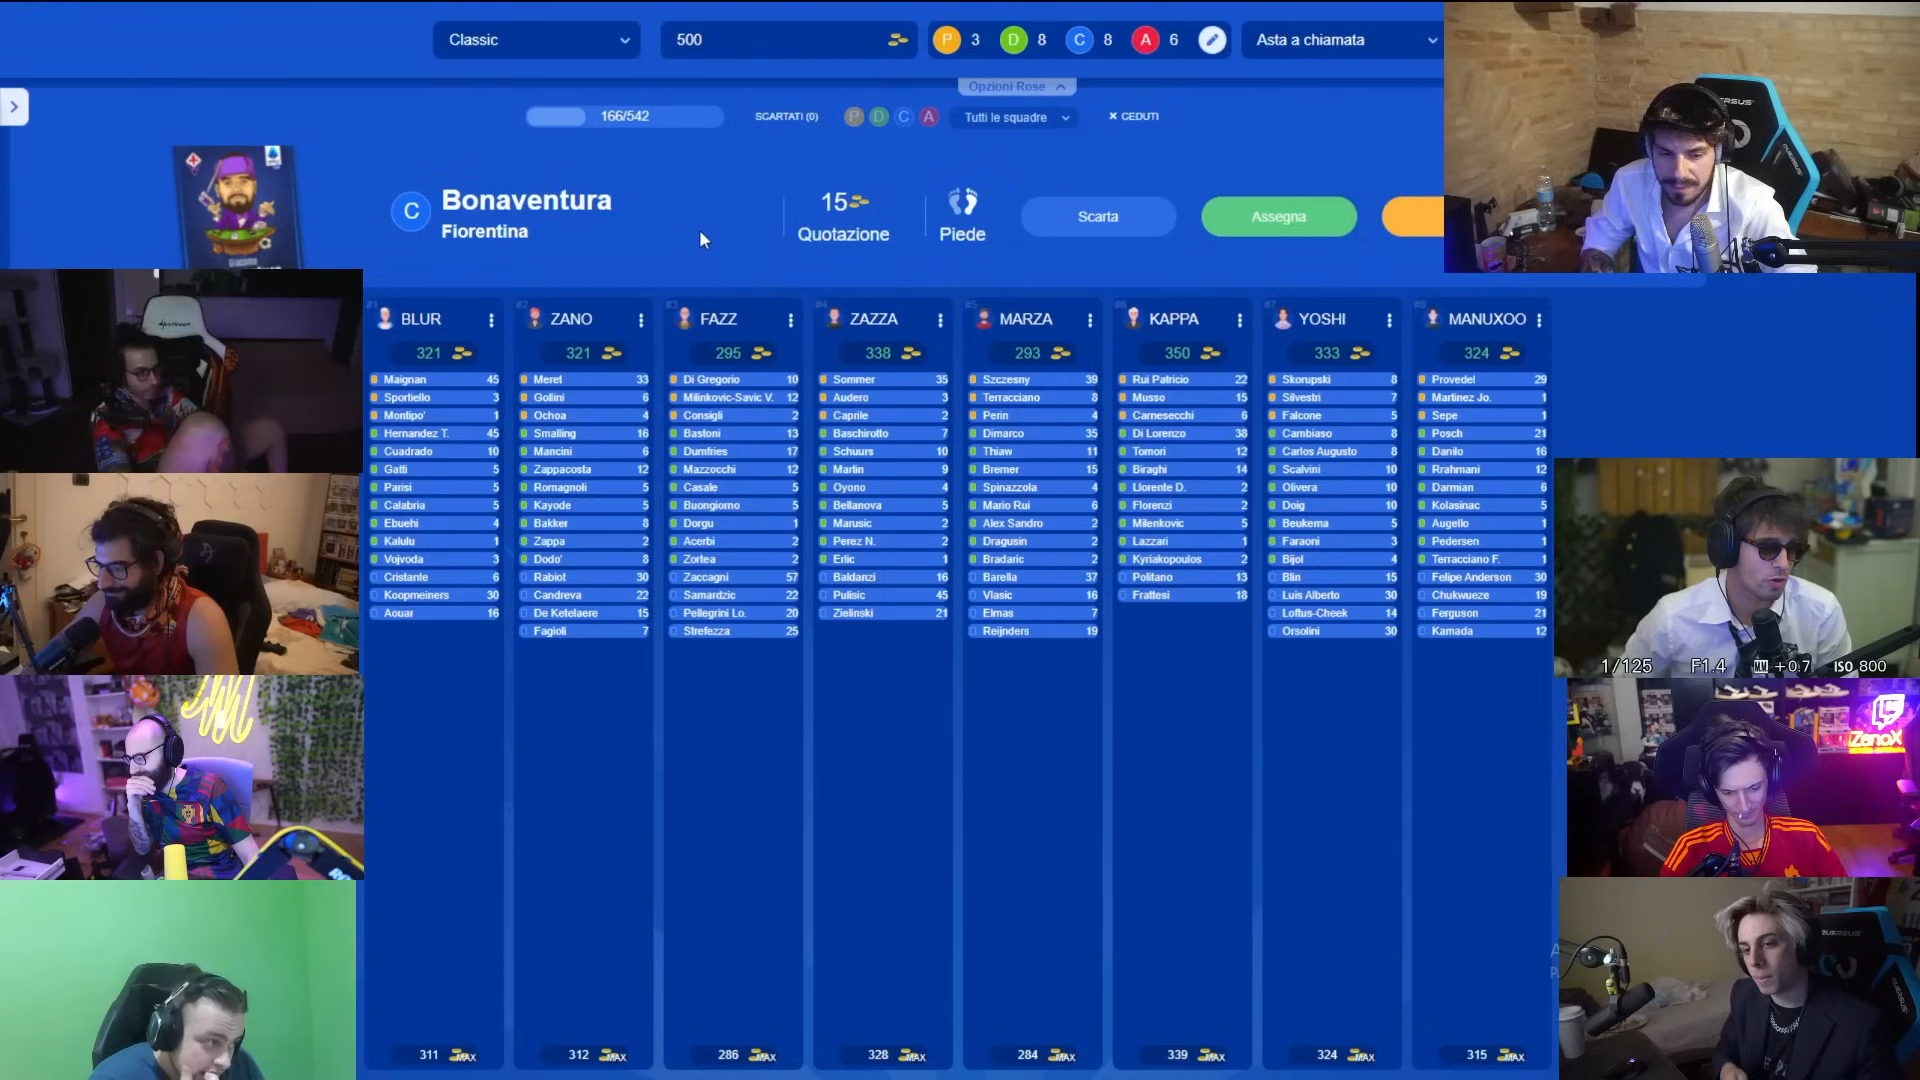 Classic
500
P 3 D 8 C 8 A 6
Asta a chiamata
Opzioni Rose
166/542
SCARTATI (0)
P D C A
Tutti le squadre
× CEDUTI
C
Bonaventura
Fiorentina
15
Quotazione
Piede
Scarta
Assegna
Giacomo
#1 BLUR
321
Maignan 45
Sportiello 3
Montipo' 1
Hernandez T. 45
Cuadrado 10
Gatti 5
Parisi 5
Calabria 5
Ebuehi 4
Kalulu 1
Vojvoda 3
Cristante 6
Koopmeiners 30
Aouar 16
311 MAX
#2 ZANO
321
Meret 33
Gollini 6
Ochoa 4
Smalling 16
Mancini 6
Zappacosta 12
Romagnoli 5
Kayode 5
Bakker 8
Zappa 2
Dodo' 8
Rabiot 30
Candreva 22
De Ketelaere 15
Fagioli 7
312 MAX
#3 FAZZ
295
Di Gregorio 10
Milinkovic-Savic V. 12
Consigli 2
Bastoni 13
Dumfries 17
Mazzocchi 12
Casale 5
Buongiorno 5
Dorgu 1
Acerbi 2
Zortea 2
Zaccagni 57
Samardzic 22
Pellegrini Lo. 20
Strefezza 25
286 MAX
#4 ZAZZA
338
Sommer 35
Audero 3
Caprile 2
Baschirotto 7
Schuurs 10
Martin 9
Oyono 4
Bellanova 5
Marusic 2
Perez N. 2
Erlic 1
Baldanzi 16
Pulisic 45
Zielinski 21
328 MAX
#5 MARZA
293
Szczesny 39
Terracciano 8
Perin 4
Dimarco 35
Thiaw 11
Bremer 15
Spinazzola 4
Mario Rui 6
Alex Sandro 2
Dragusin 2
Bradaric 2
Barella 37
Vlasic 16
Elmas 7
Reijnders 19
284 MAX
#6 KAPPA
350
Rui Patricio 22
Musso 15
Carnesecchi 6
Di Lorenzo 38
Tomori 12
Biraghi 14
Llorente D. 2
Florenzi 2
Milenkovic 5
Lazzari 1
Kyriakopoulos 2
Politano 13
Frattesi 18
339 MAX
#7 YOSHI
333
Skorupski 8
Silvestri 7
Falcone 5
Cambiaso 8
Carlos Augusto 8
Scalvini 10
Olivera 10
Doig 10
Beukema 5
Faraoni 3
Bijol 4
Blin 15
Luis Alberto 30
Loftus-Cheek 14
Orsolini 30
324 MAX
#8 MANUXOO
324
Provedel 29
Martinez Jo. 1
Sepe 1
Posch 21
Danilo 16
Rrahmani 12
Darmian 6
Kolasinac 5
Augello 1
Pedersen 1
Terracciano F. 1
Felipe Anderson 30
Chukwueze 19
Ferguson 21
Kamada 12
315 MAX
1/125 F1.4 +0.7 ISO 800
ZanoX